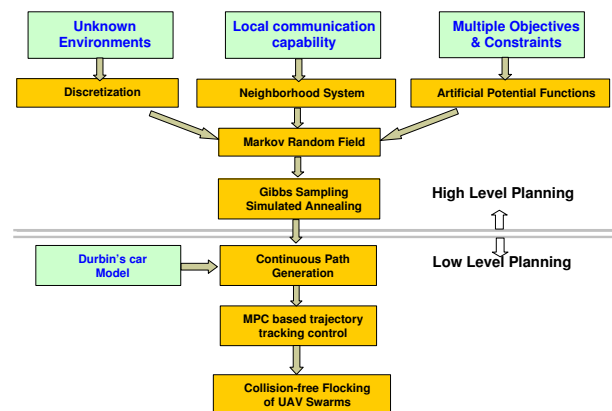 Unknown
Environments
Local communication
capability
Multiple Objectives
& Constraints
Discretization
Neighborhood System
Artificial Potential Functions
Markov Random Field
Gibbs Sampling
Simulated Annealing
High Level Planning
Low Level Planning
Durbin's car
Model
Continuous Path
Generation
MPC based trajectory
tracking control
Collision-free Flocking
of UAV Swarms